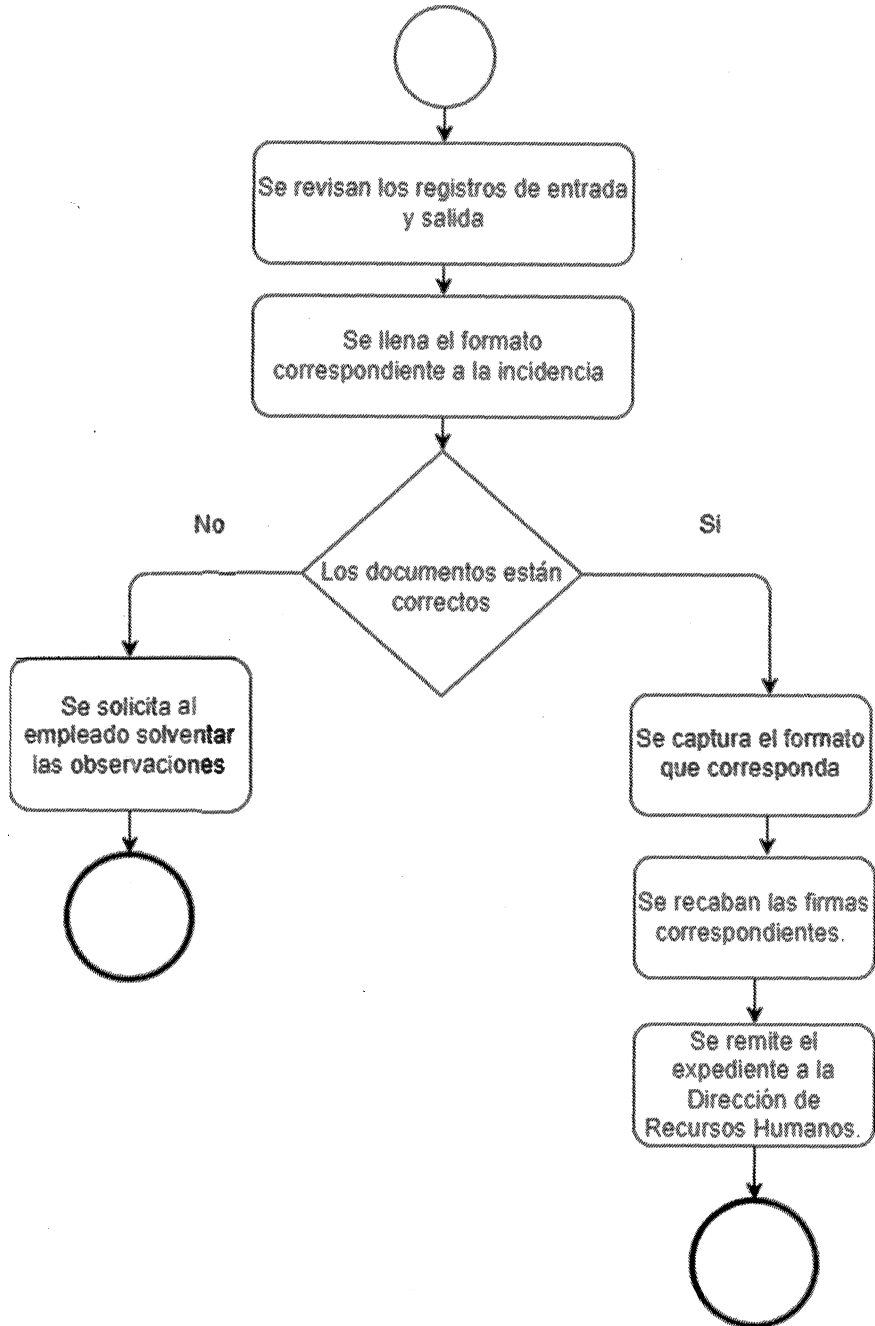 Se revisan los registros de entrada
y salida
Se llena el formato
correspondiente a la incidencia
Los documentos están
correctos
No
Si
Se solicita al
empleado solventar
las observaciones
Se captura el formato
que corresponda
Se recaban las firmas
correspondientes.
Se remite el
expediente a la
Dirección de
Recursos Humanos.